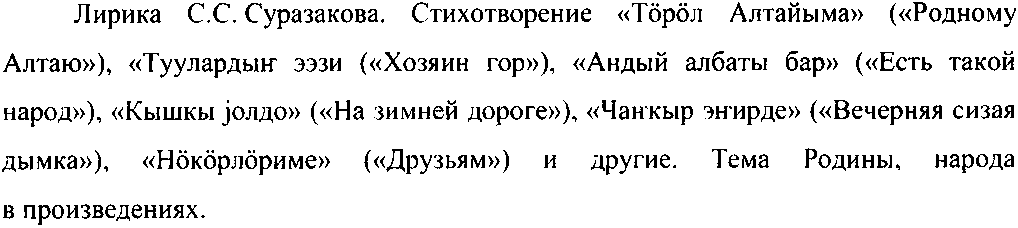 Лирика С.С. Суразакова. Стихотворение «Тӧрӧл Алтайыма» («Родному
Алтаю»), «Туулардыҥ ээзи («Хозяин гор»), «Андый албаты бар» («Есть такой
народ»), «Кышкы јолдо» («На зимней дороге»), «Чаҥкыр эҥирде» («Вечерняя сизая
дымка»), «Нӧкӧрлӧриме» («Друзьям») и другие. Тема Родины, народа
в произведениях.